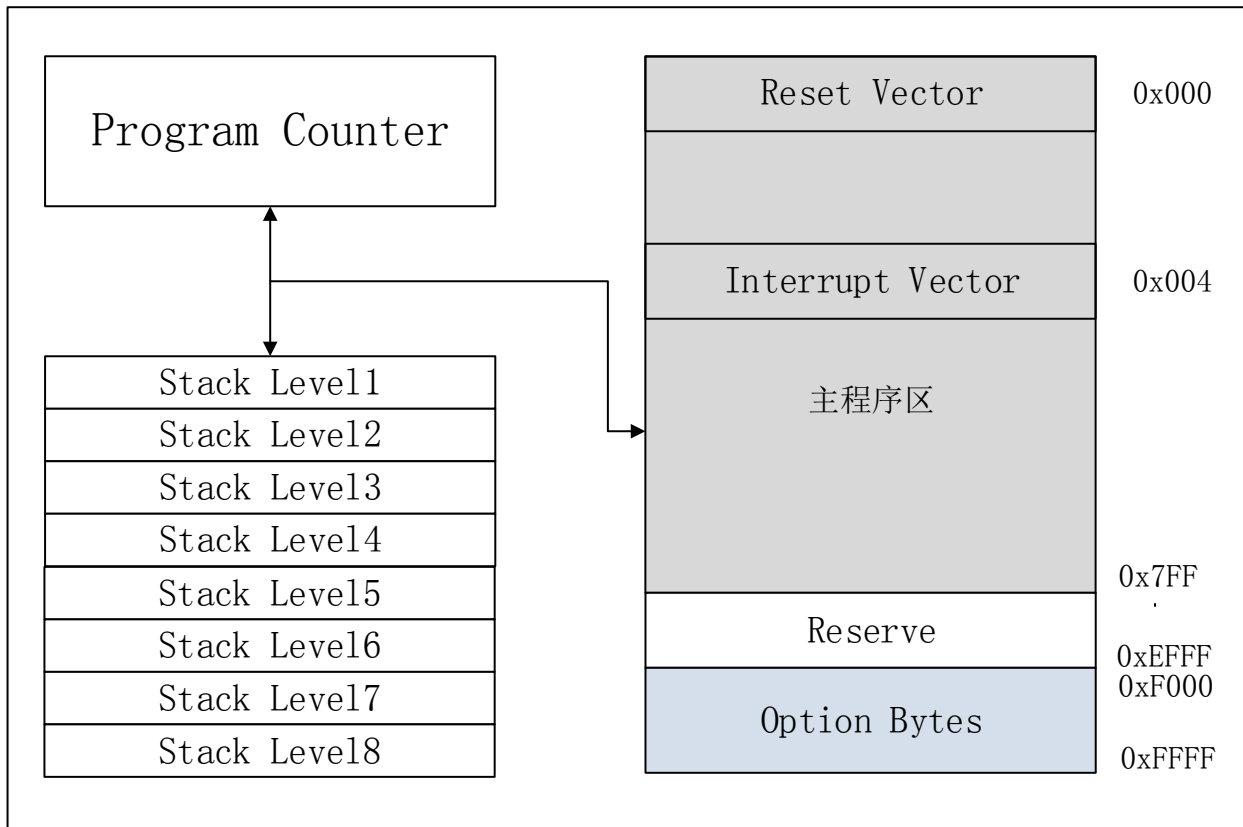 Program Counter
Stack Level1
Stack Level2
Stack Level3
Stack Level4
Stack Level5
Stack Level6
Stack Level7
Stack Level8
Reset Vector
0x000
Interrupt Vector
0x004
主程序区
0x7FF
Reserve
0xEFFF
0xF000
Option Bytes
0xFFFF